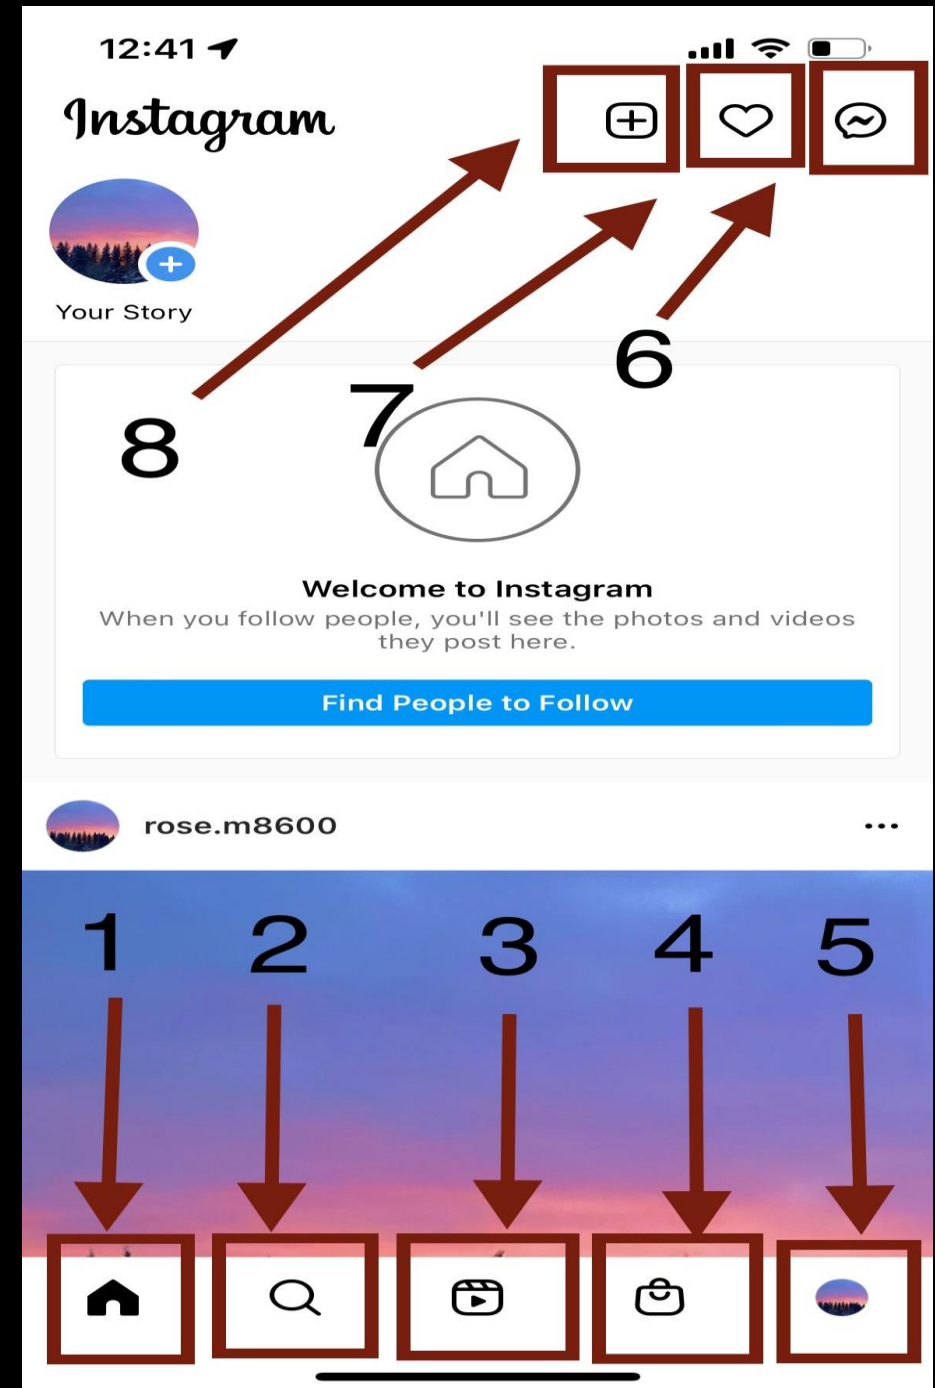 12:41
Instagram
Your Story
6
7
8
Welcome to Instagram
When you follow people, you'll see the photos and videos
they post here.
Find People to Follow
rose.m8600
1 2 3 4 5